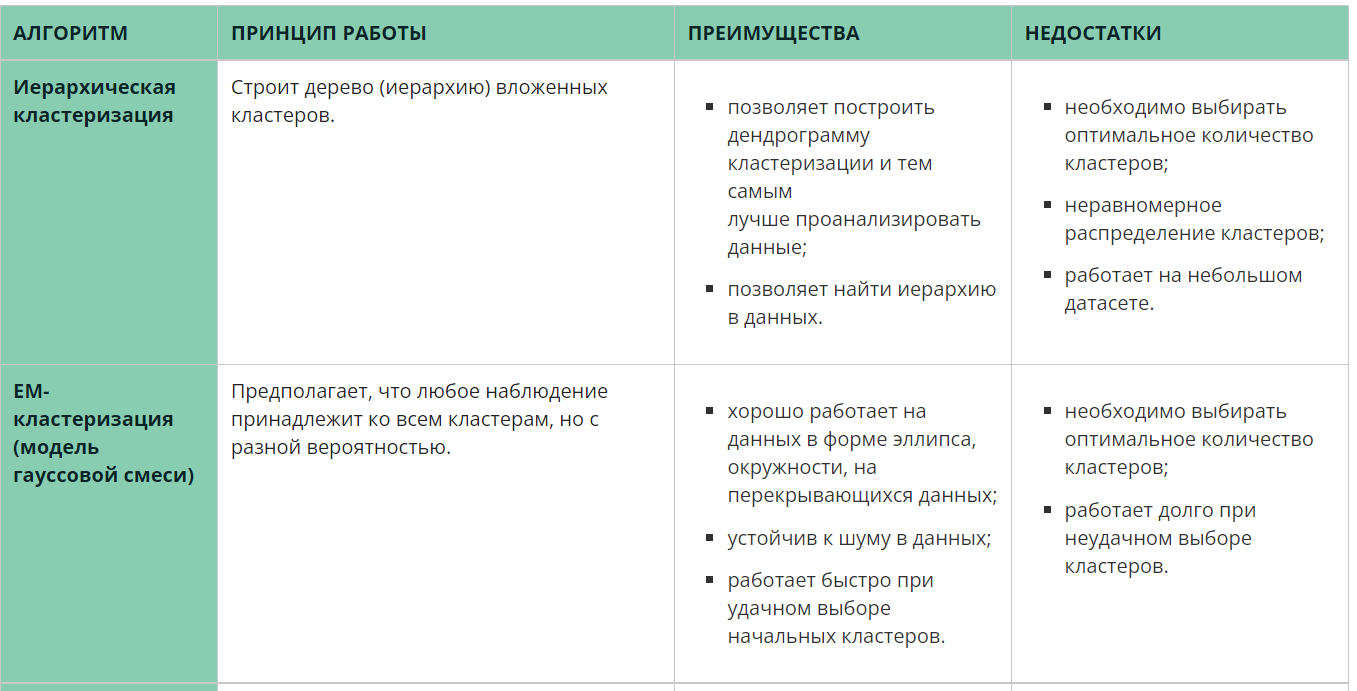 АЛГОРИТМ
ПРИНЦИП РАБОТЫ
ПРЕИМУЩЕСТВА
НЕДОСТАТКИ
Иерархическая
кластеризация
Строит дерево (иерархию) вложенных
кластеров.
позволяет построить
дендрограмму
кластеризации и тем
самым
лучше проанализировать
данные;
позволяет найти иерархию
в данных.
необходимо выбирать
оптимальное количество
кластеров;
неравномерное
распределение кластеров;
работает на небольшом
датасете.
EM-
кластеризация
(модель
гауссовой смеси)
Предполагает, что любое наблюдение
принадлежит ко всем кластерам, но с
разной вероятностью.
хорошо работает на
данных в форме эллипса,
окружности, на
перекрывающихся данных;
устойчив к шуму в данных;
работает быстро при
удачном выборе
начальных кластеров.
необходимо выбирать
оптимальное количество
кластеров;
работает долго при
неудачном выборе
кластеров.